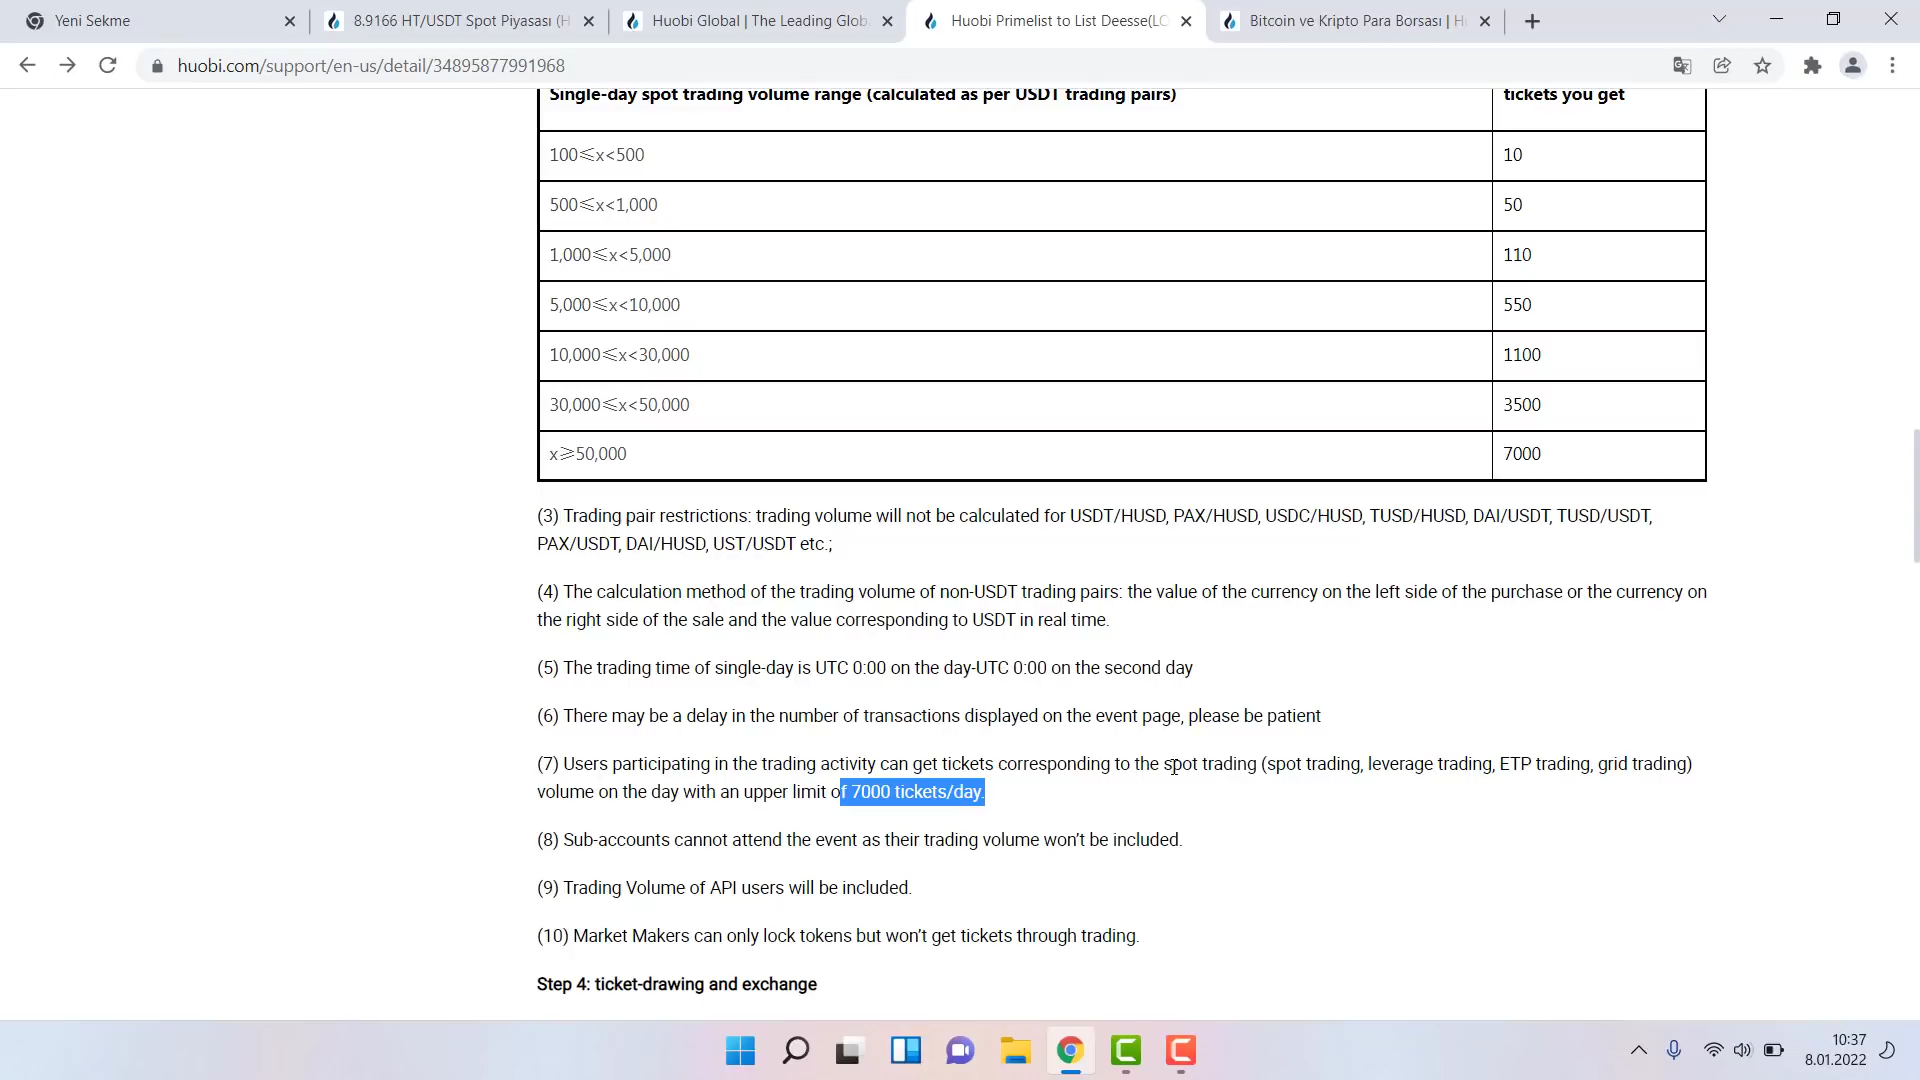 Yeni Sekme
8.9166 HT/USDT Spot Piyasası (H
Huobi Global | The Leading Glob
Huobi Primelist to List Deesse(LO
Bitcoin ve Kripto Para Borsası | H
huobi.com/support/en-us/detail/34895877991968
Single-day spot trading volume range (calculated as per USDT trading pairs)
tickets you get
100≤x<500
10
500≤x<1,000
50
1,000≤x<5,000
110
5,000≤x<10,000
550
10,000≤x<30,000
1100
30,000≤x<50,000
3500
x≥50,000
7000
(3) Trading pair restrictions: trading volume will not be calculated for USDT/HUSD, PAX/HUSD, USDC/HUSD, TUSD/HUSD, DAI/USDT, TUSD/USDT,
PAX/USDT, DAI/HUSD, UST/USDT etc.;
(4) The calculation method of the trading volume of non-USDT trading pairs: the value of the currency on the left side of the purchase or the currency on
the right side of the sale and the value corresponding to USDT in real time.
(5) The trading time of single-day is UTC 0:00 on the day-UTC 0:00 on the second day
(6) There may be a delay in the number of transactions displayed on the event page, please be patient
(7) Users participating in the trading activity can get tickets corresponding to the spot trading (spot trading, leverage trading, ETP trading, grid trading)
volume on the day with an upper limit of 7000 tickets/day.
(8) Sub-accounts cannot attend the event as their trading volume won't be included.
(9) Trading Volume of API users will be included.
(10) Market Makers can only lock tokens but won't get tickets through trading.
Step 4: ticket-drawing and exchange
10:37
8.01.2022